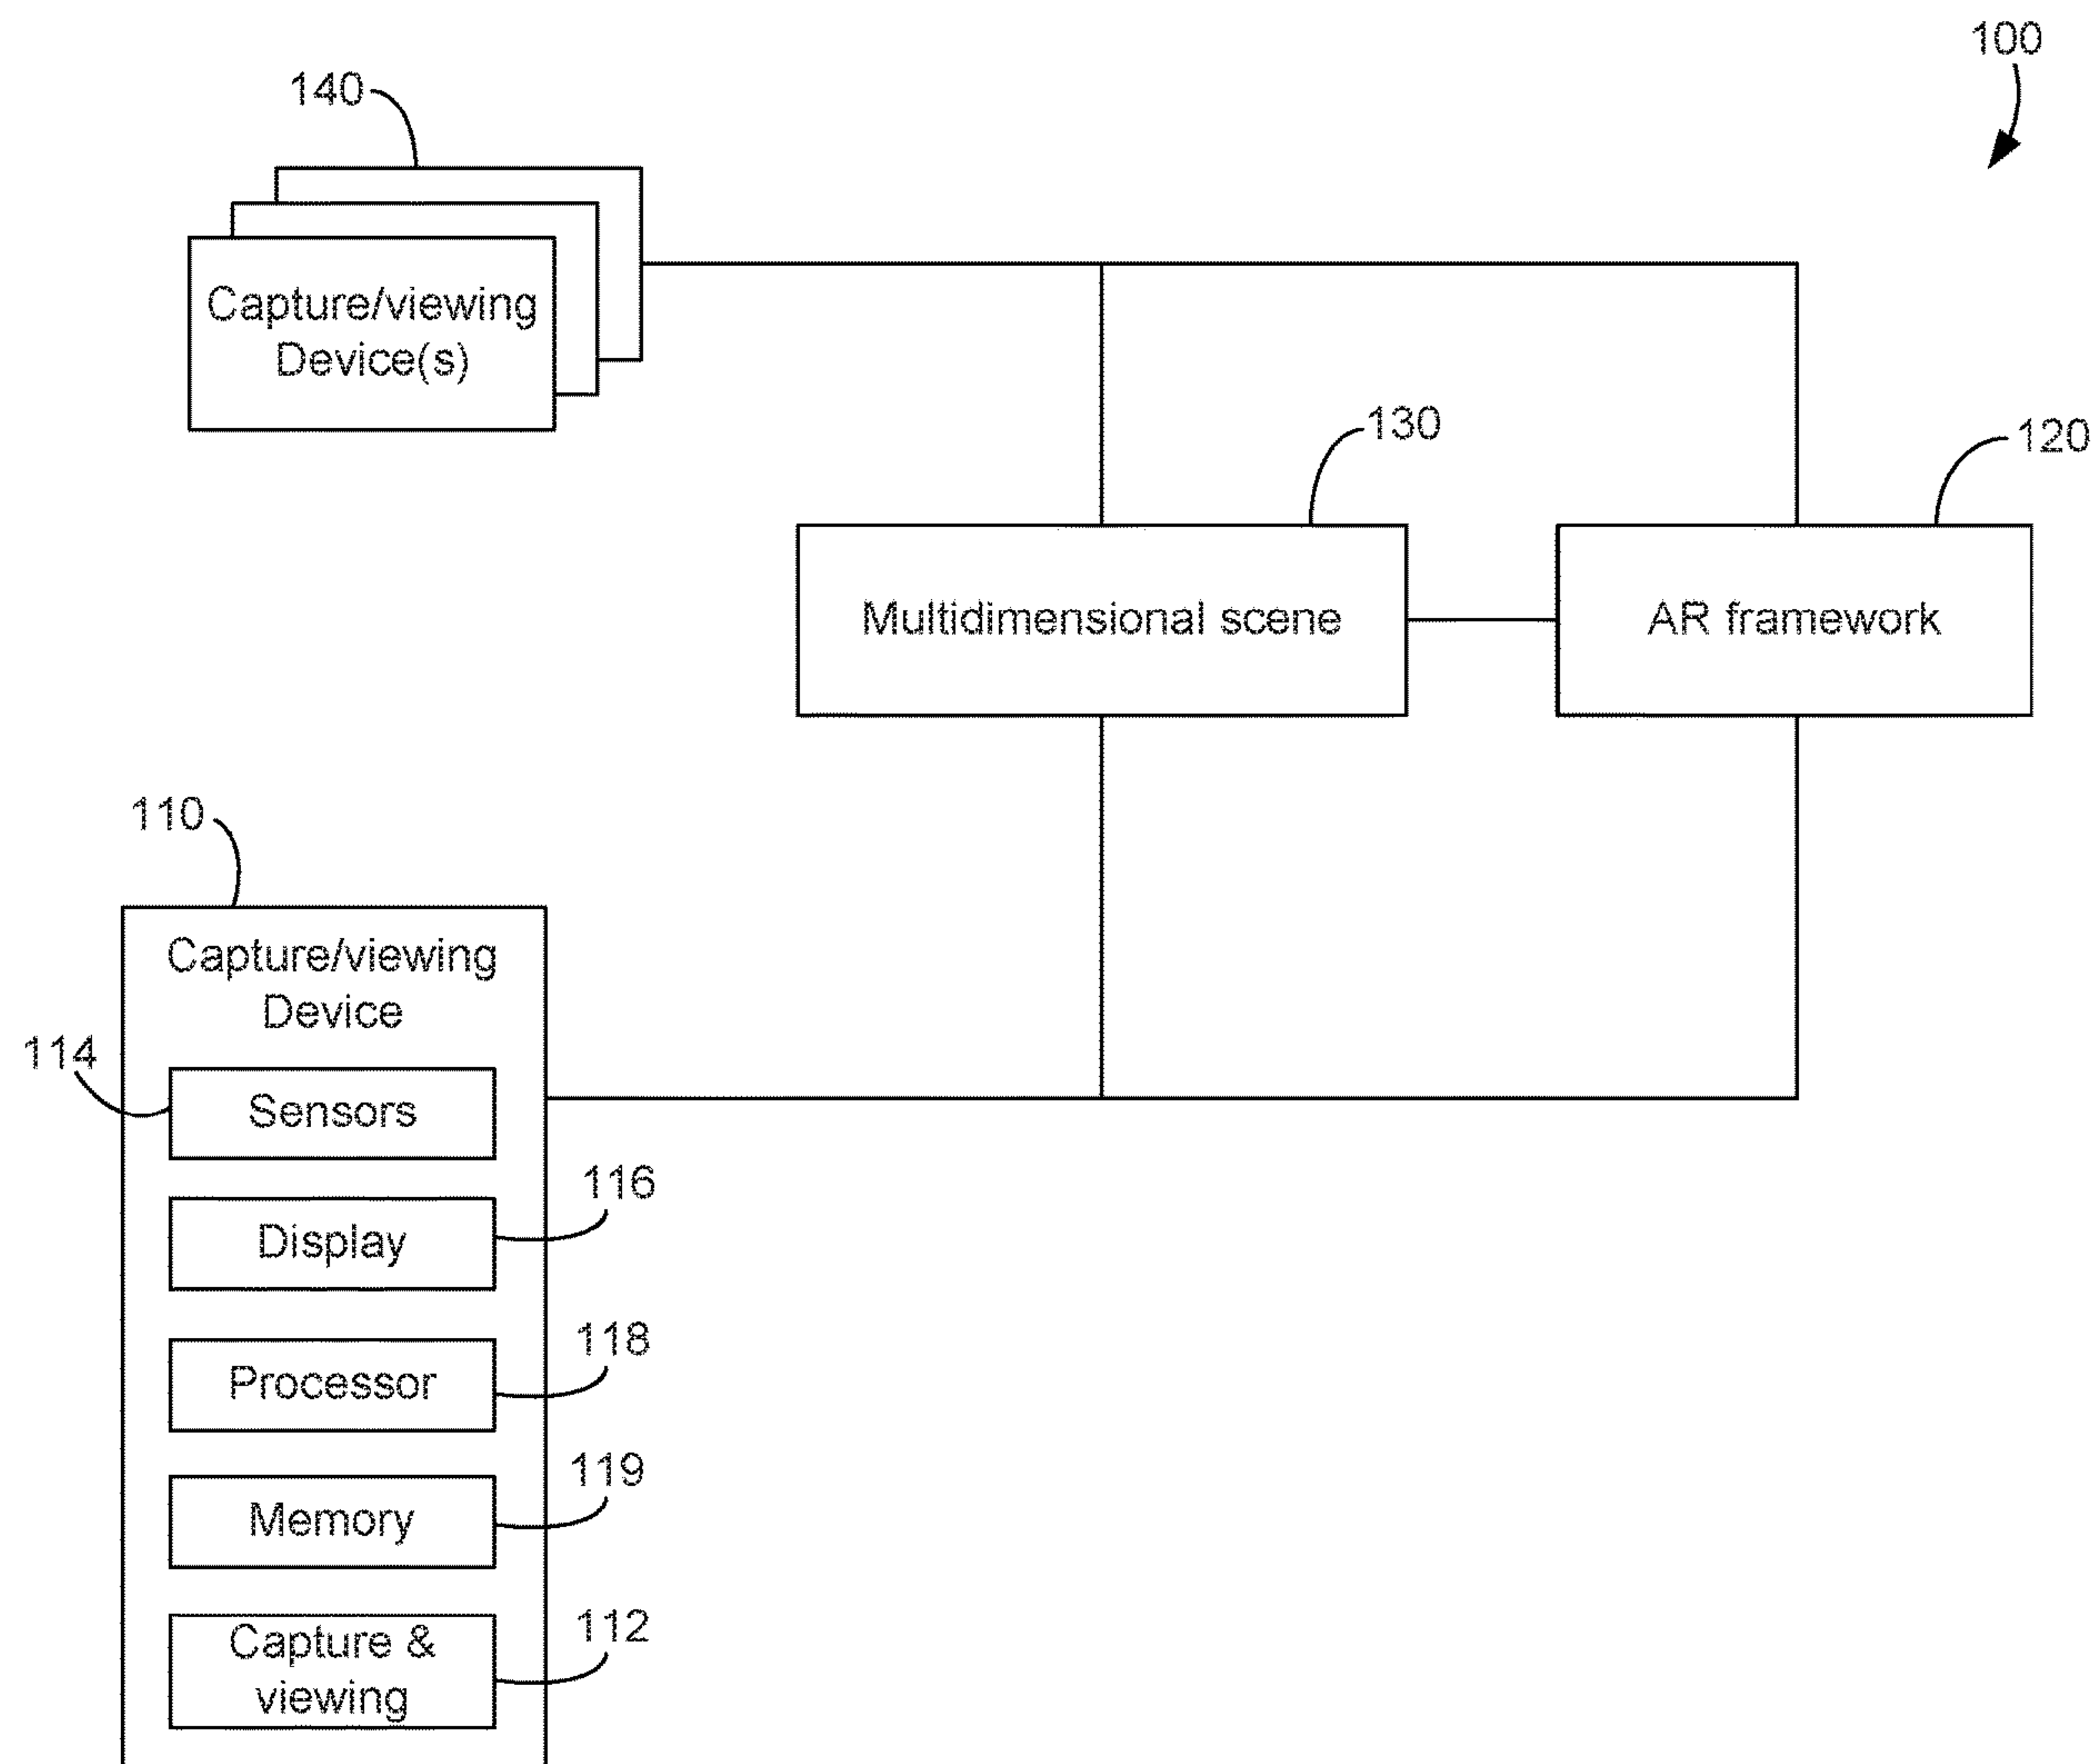 100
140
Capture/viewing
Device(s)
130
120
Multidimensional scene
AR framework
110
Capture/viewing
Device
114
Sensors
116
Display
118
Processor
119
Memory
112
Capture &
viewing